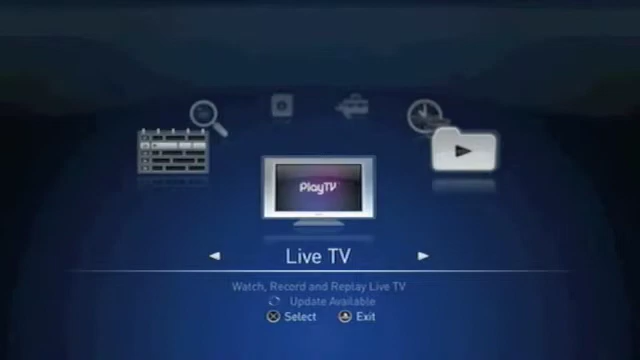 PlayTV
Live TV
Watch, Record and Replay Live TV
Update Available
Select Exit